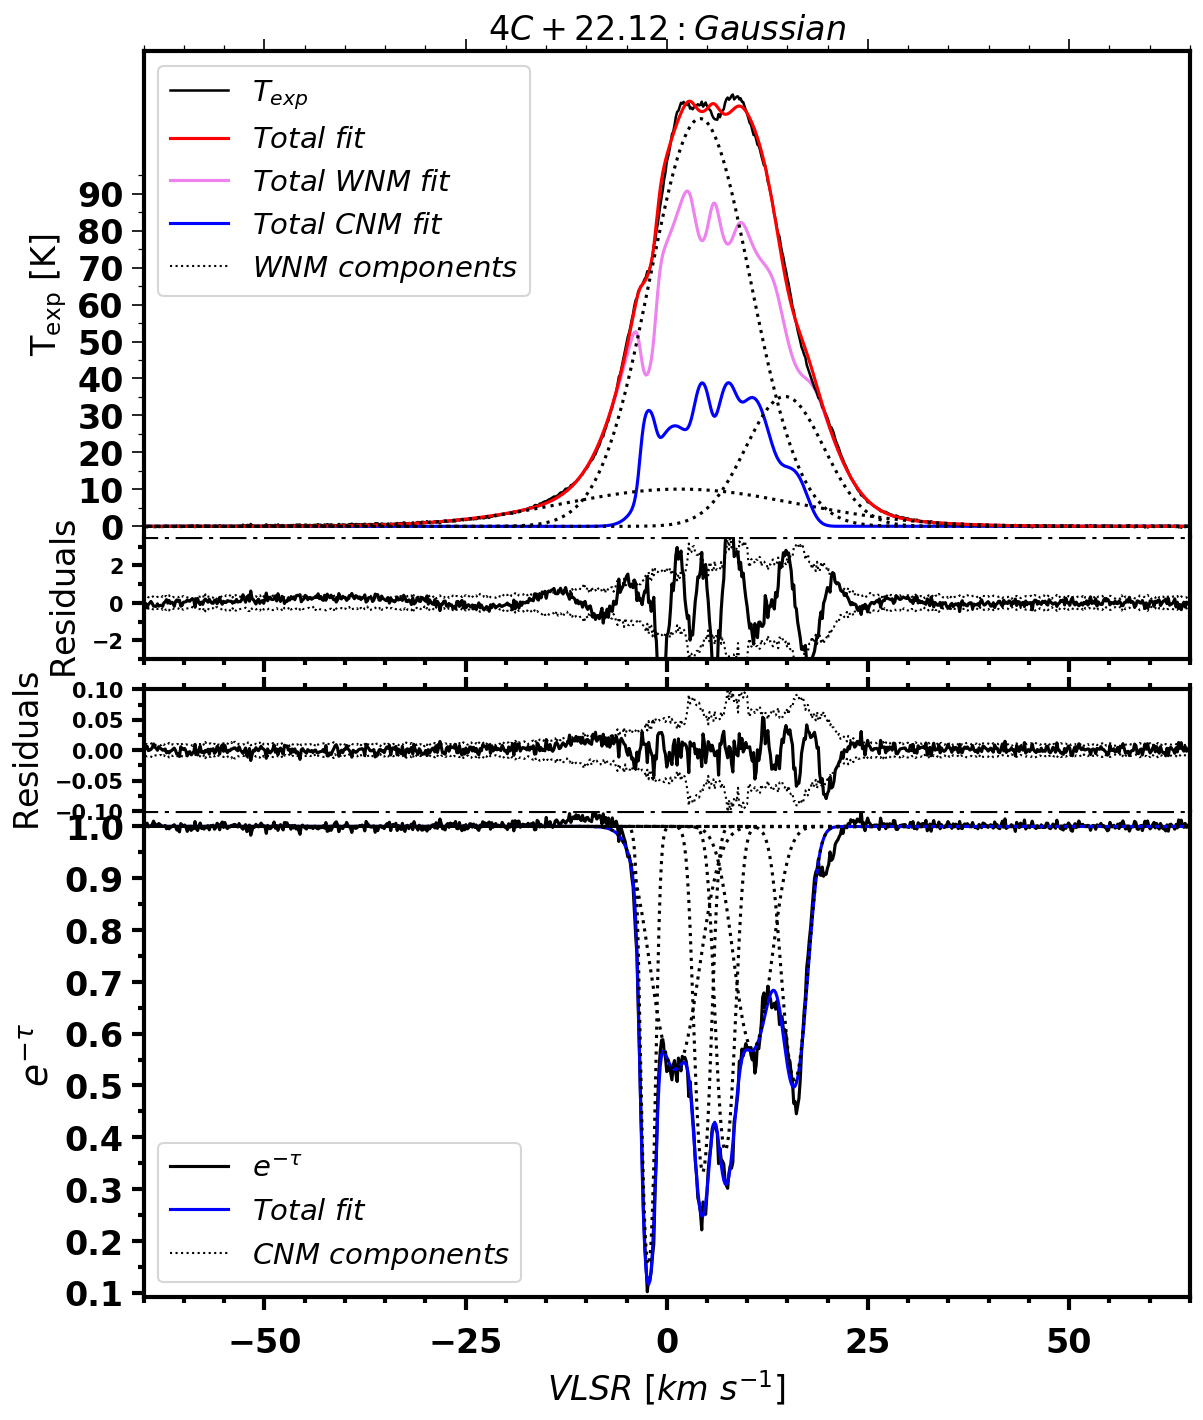 4C + 22.12 : Gaussian
T_exp
Total fit
Total WNM fit
Total CNM fit
WNM components
T_exp [K]
90
80
70
60
50
40
30
20
10
0
Residuals
2
0
−2
Residuals
0.10
0.05
0.00
−0.05
−0.10
1.0
0.9
0.8
0.7
0.6
0.5
0.4
0.3
0.2
0.1
e^−τ
e^−τ
Total fit
CNM components
−50 −25 0 25 50
VLSR [km s^−1]